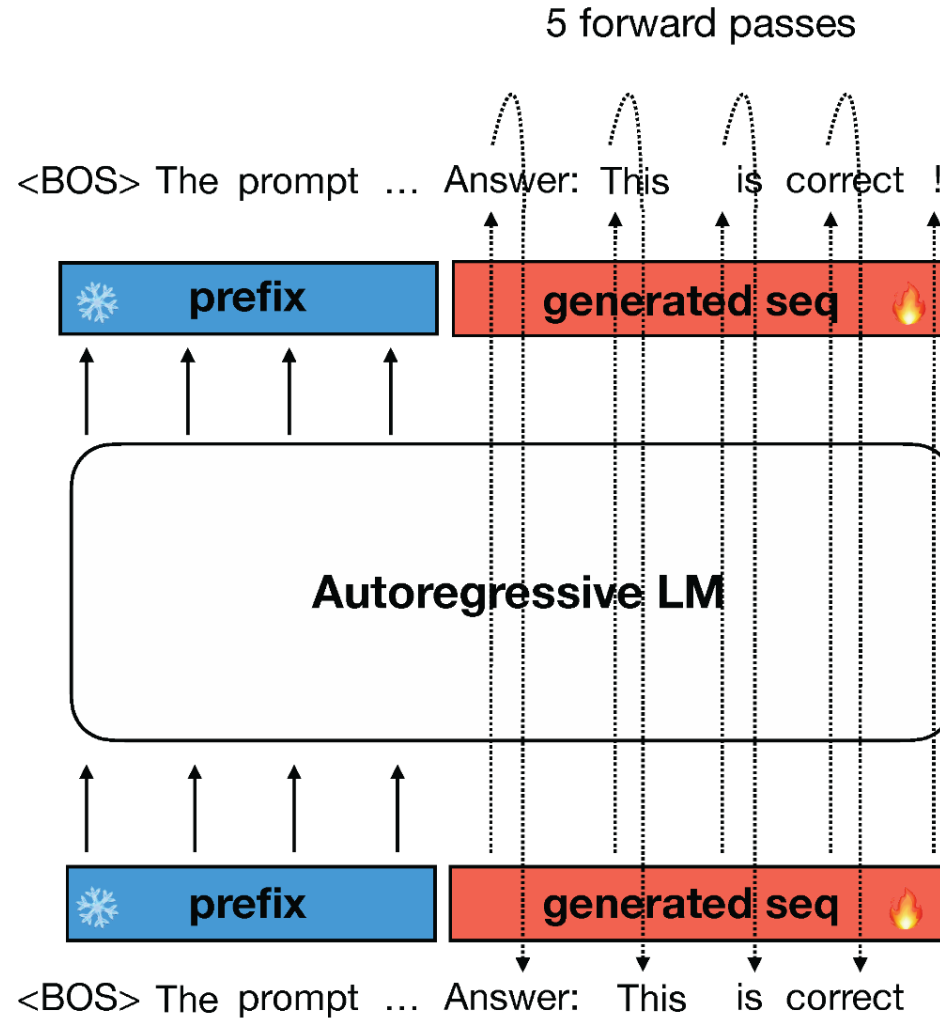 5 forward passes
<BOS> The prompt ... Answer: This is correct !
prefix generated seq
Autoregressive LM
prefix generated seq
<BOS> The prompt ... Answer: This is correct